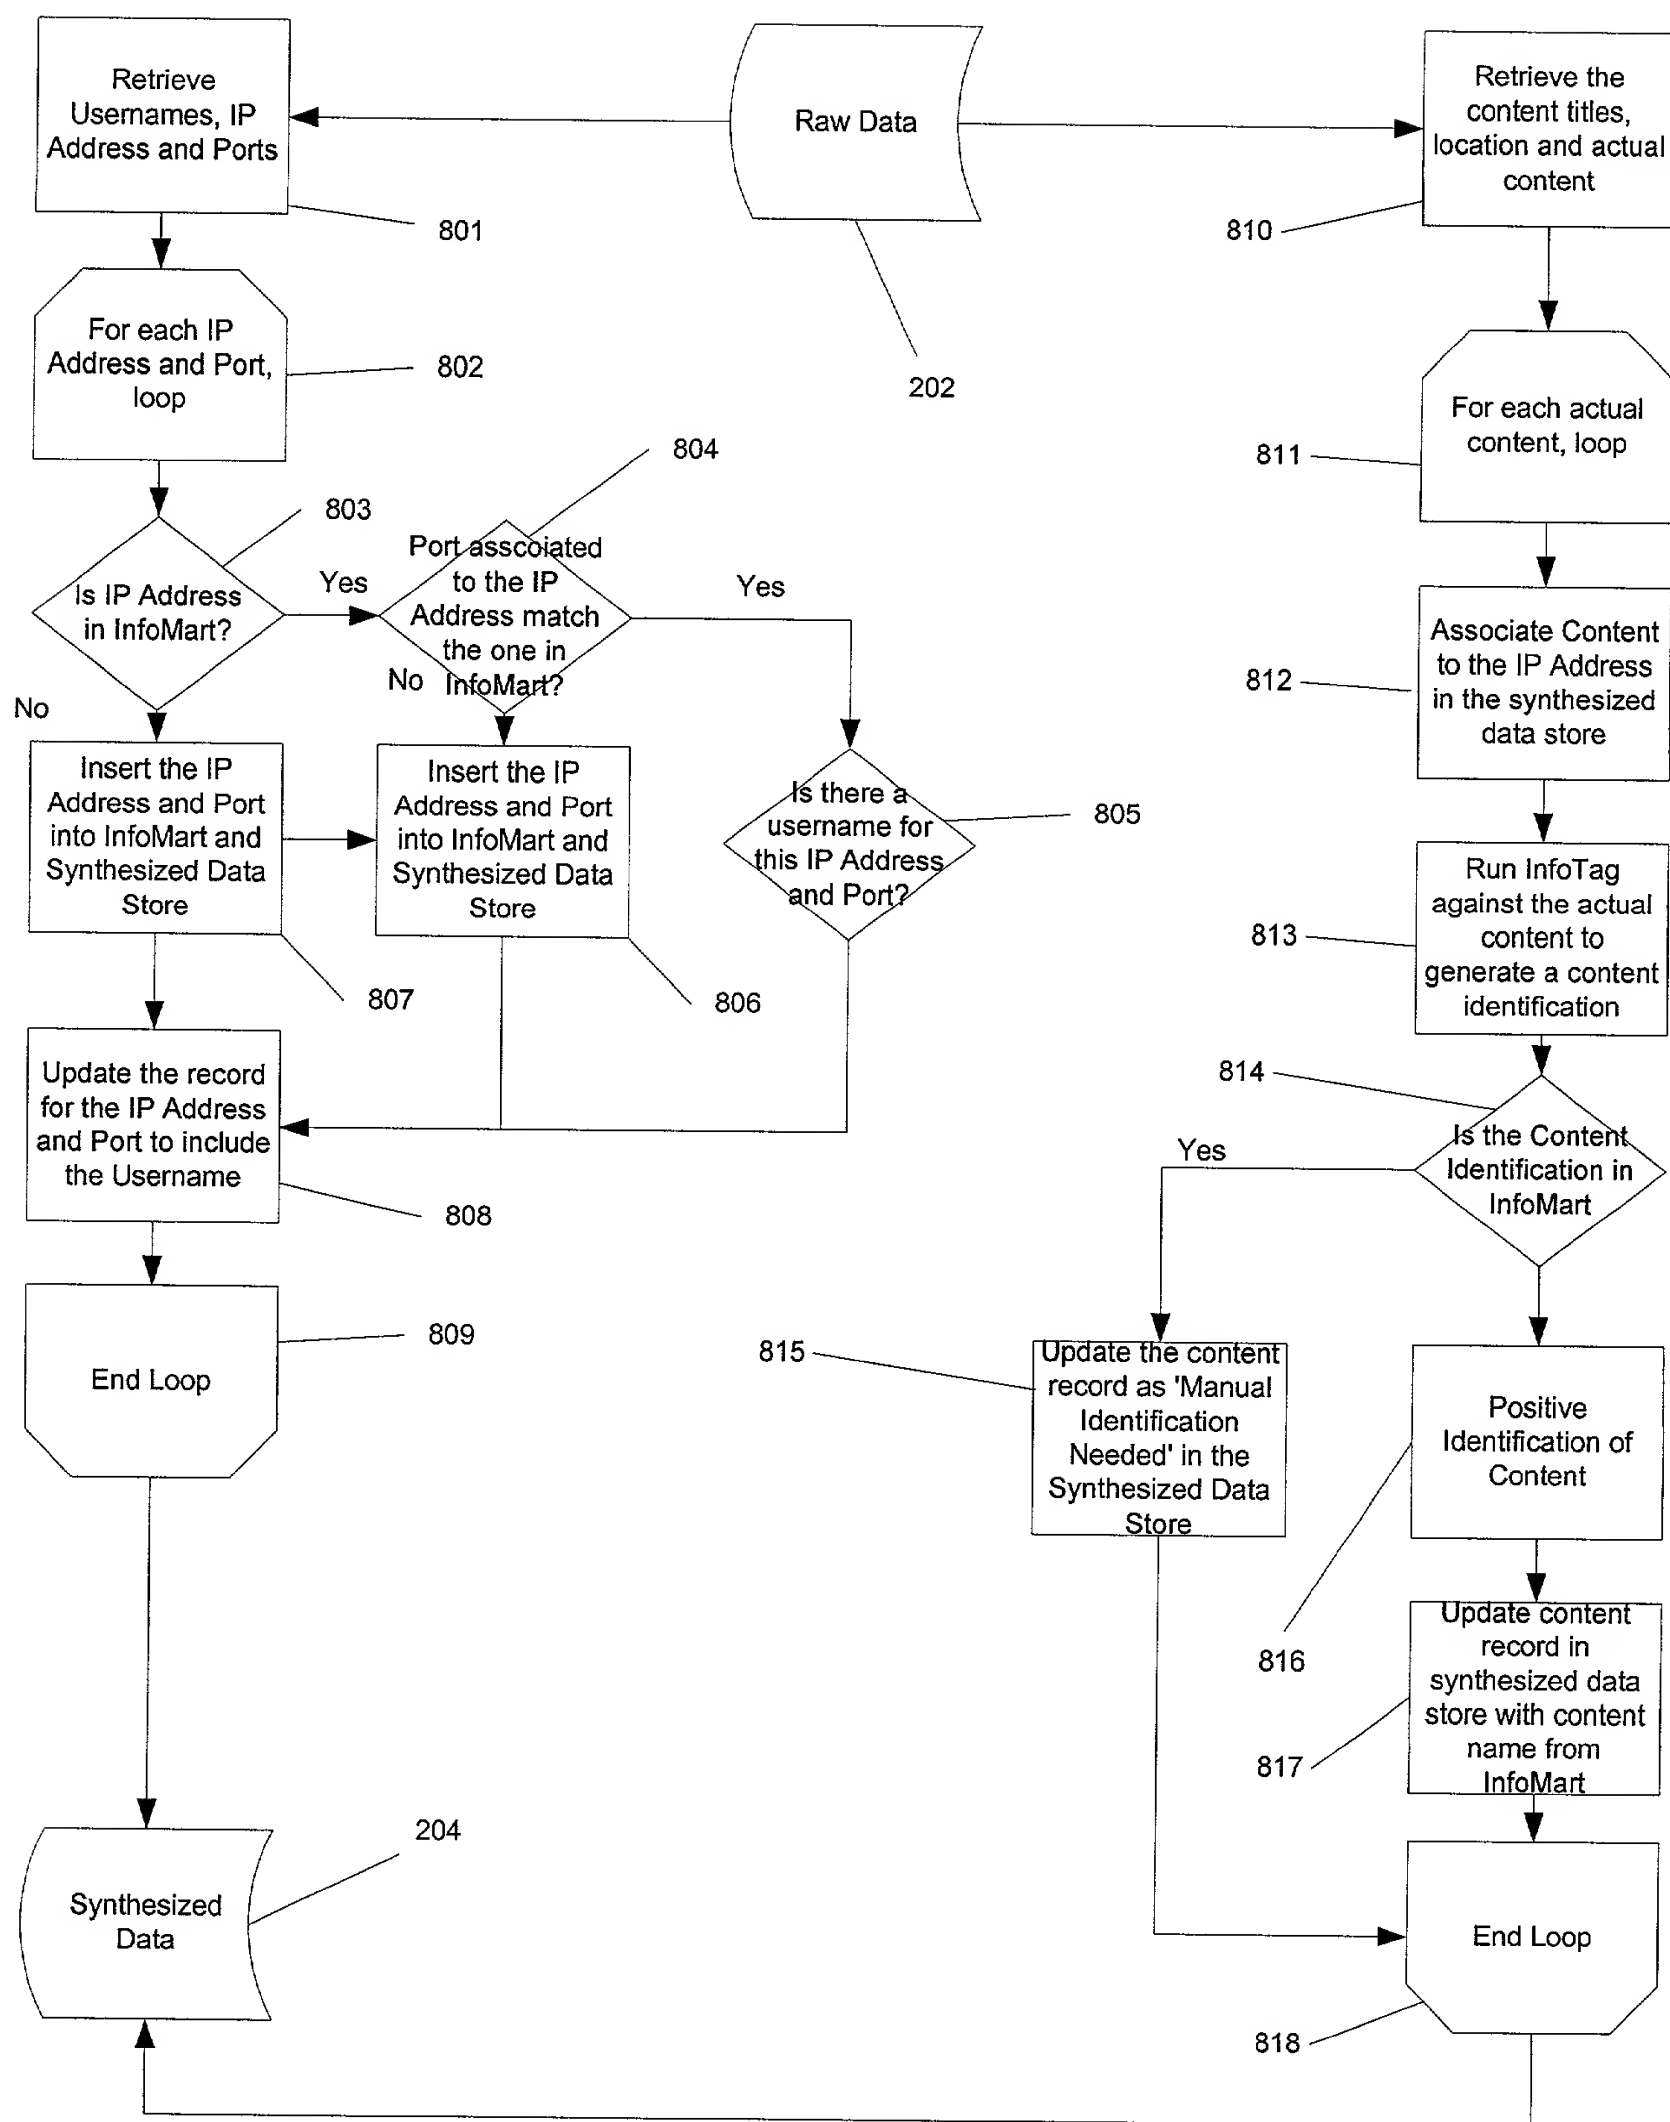 Retrieve
Usernames, IP
Address and Ports
801
Raw Data
202
Retrieve the
content titles,
location and actual
content
810
For each IP
Address and Port,
loop
802
For each actual
content, loop
811
Is IP Address
in InfoMart?
803
Yes
No
Port asscoiated
to the IP
Address match
the one in
InfoMart?
804
Yes
No
Associate Content
to the IP Address
in the synthesized
data store
812
Insert the IP
Address and Port
into InfoMart and
Synthesized Data
Store
807
Insert the IP
Address and Port
into InfoMart and
Synthesized Data
Store
806
Is there a
username for
this IP Address
and Port?
805
Run InfoTag
against the actual
content to
generate a content
identification
813
Update the record
for the IP Address
and Port to include
the Username
808
Is the Content
Identification in
InfoMart
814
Yes
End Loop
809
Update the content
record as 'Manual
Identification
Needed' in the
Synthesized Data
Store
815
Positive
Identification of
Content
816
Update content
record in
synthesized data
store with content
name from
InfoMart
817
Synthesized
Data
204
End Loop
818